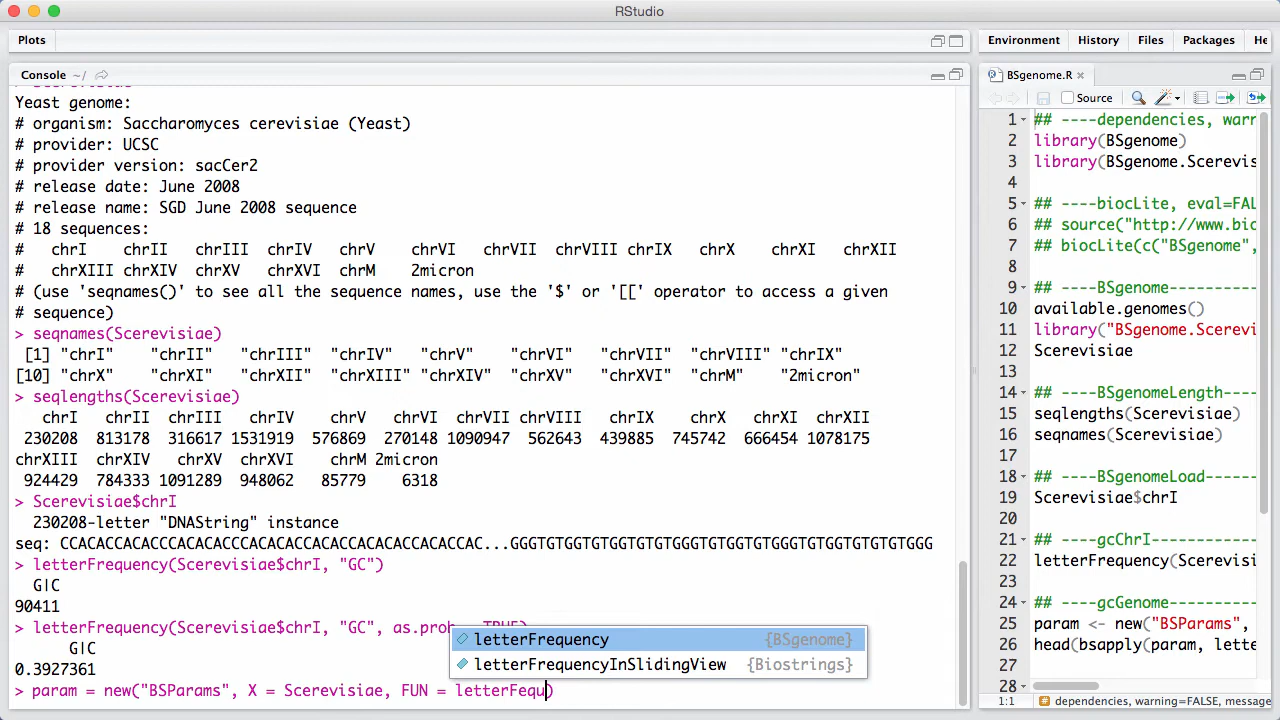 RStudio
Plots
Environment History Files Packages He
Console ~/
BSgenome.R
Source
Yeast genome:
# organism: Saccharomyces cerevisiae (Yeast)
# provider: UCSC
# provider version: sacCer2
# release date: June 2008
# release name: SGD June 2008 sequence
# 18 sequences:
# chrI chrII chrIII chrIV chrV chrVI chrVII chrVIII chrIX chrX chrXI chrXII
# chrXIII chrXIV chrXV chrXVI chrM 2micron
# (use 'seqnames()' to see all the sequence names, use the '$' or '[[' operator to access a given
# sequence)
> seqnames(Scerevisiae)
[1] "chrI" "chrII" "chrIII" "chrIV" "chrV" "chrVI" "chrVII" "chrVIII" "chrIX"
[10] "chrX" "chrXI" "chrXII" "chrXIII" "chrXIV" "chrXV" "chrXVI" "chrM" "2micron"
> seqlengths(Scerevisiae)
chrI chrII chrIII chrIV chrV chrVI chrVII chrVIII chrIX chrX chrXI chrXII
230208 813178 316617 1531919 576869 270148 1090947 562643 439885 745742 666454 1078175
chrXIII chrXIV chrXV chrXVI chrM 2micron
924429 784333 1091289 948062 85779 6318
> Scerevisiae$chrI
230208-letter "DNAString" instance
seq: CCACACCACACCCACACACCCACACACCACACCACACACCACACCAC...GGGTGTGGTGTGGTGTGTGGGTGTGGTGTGGGTGTGGTGTGTGTGGG
> letterFrequency(Scerevisiae$chrI, "GC")
G|C
90411
> letterFrequency(Scerevisiae$chrI, "GC", as.prob = TRUE)
G|C
0.3927361
> param = new("BSParams", X = Scerevisiae, FUN = letterFequ)
letterFrequency {BSgenome}
letterFrequencyInSlidingView {Biostrings}
1 ## ----dependencies, warn
2 library(BSgenome)
3 library(BSgenome.Scerevis
4
5 ## ----biocLite, eval=FAL
6 ## source("http://www.bioc
7 ## biocLite(c("BSgenome",
8
9 ## ----BSgenome-----------
10 available.genomes()
11 library("BSgenome.Scerevi
12 Scerevisiae
13
14 ## ----BSgenomeLength-----
15 seqlengths(Scerevisiae)
16 seqnames(Scerevisiae)
17
18 ## ----BSgenomeLoad-------
19 Scerevisiae$chrI
20
21 ## ----gcChrI-------------
22 letterFrequency(Scerevisi
23
24 ## ----gcGenome-----------
25 param <- new("BSParams",
26 head(bsapply(param, lette
27
28
1:1 # dependencies, warning=FALSE, message